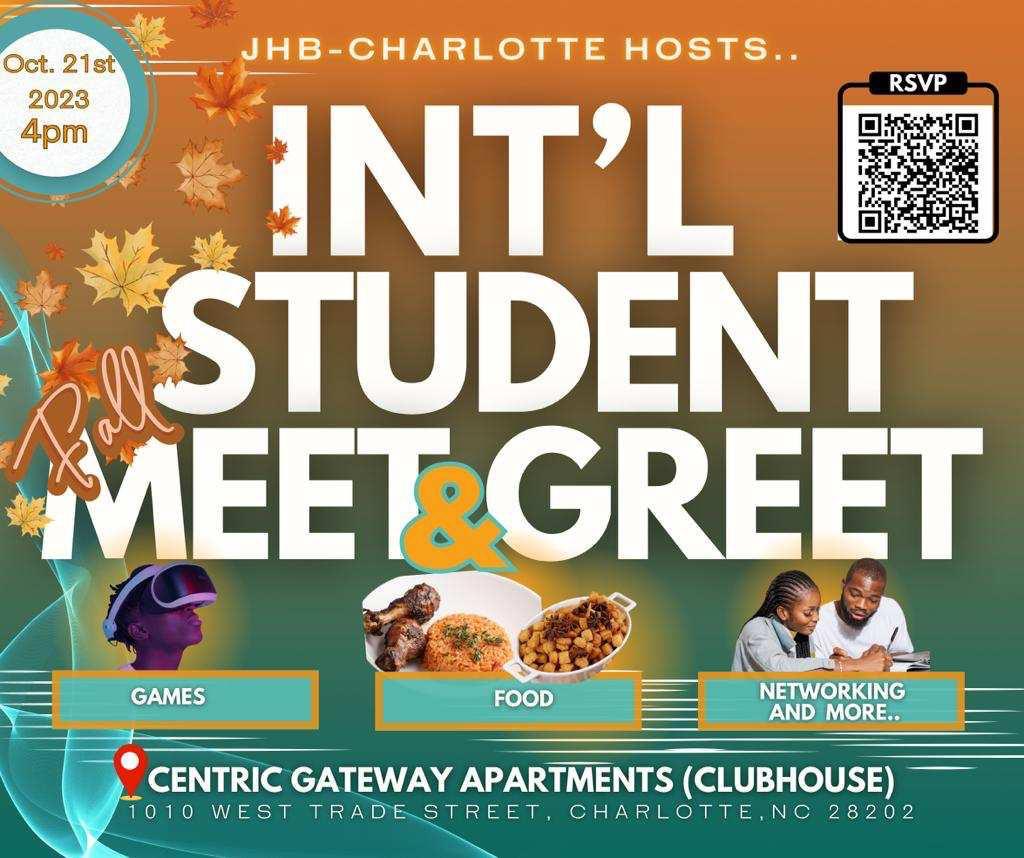 JHB-CHARLOTTE HOSTS..
Oct. 21st
2023
4pm
RSVP
INT'L
STUDENT
Fall
MEET & GREET
GAMES
FOOD
NETWORKING
AND MORE..
CENTRIC GATEWAY APARTMENTS (CLUBHOUSE)
1010 WEST TRADE STREET, CHARLOTTE,NC 28202